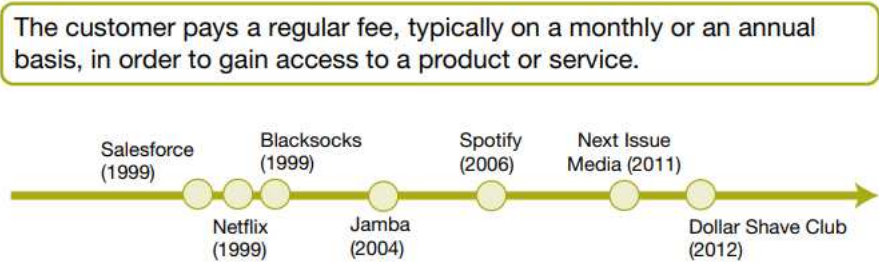 The customer pays a regular fee, typically on a monthly or an annual
basis, in order to gain access to a product or service.
Salesforce
(1999)
Netflix
(1999)
Blacksocks
(1999)
Jamba
(2004)
Spotify
(2006)
Next Issue
Media (2011)
Dollar Shave Club
(2012)